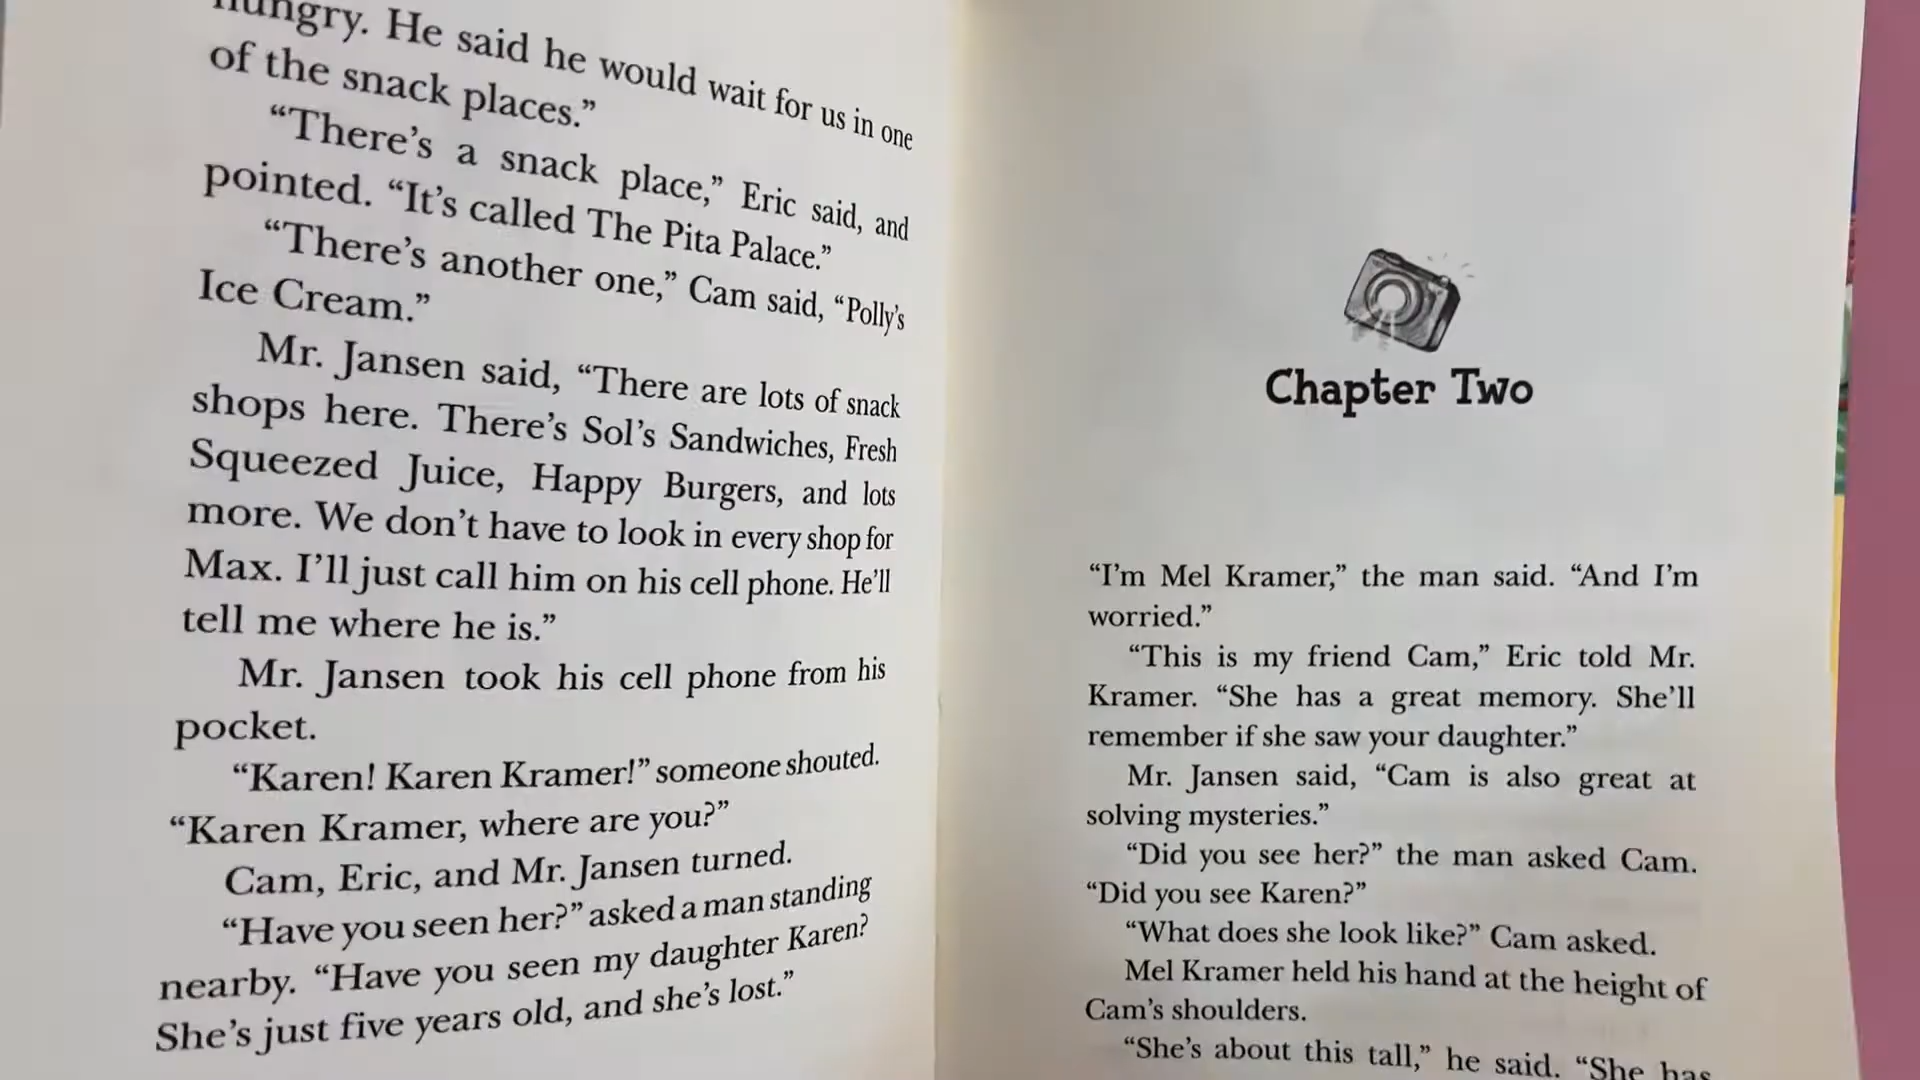 hungry. He said he would wait for us in one
of the snack places.”
“There’s a snack place,” Eric said, and
pointed. “It’s called The Pita Palace.”
“There’s another one,” Cam said, “Polly’s
Ice Cream.”
Mr. Jansen said, “There are lots of snack
shops here. There’s Sol’s Sandwiches, Fresh
Squeezed Juice, Happy Burgers, and lots
more. We don’t have to look in every shop for
Max. I’ll just call him on his cell phone. He’ll
tell me where he is.”
Mr. Jansen took his cell phone from his
pocket.
“Karen! Karen Kramer!” someone shouted.
“Karen Kramer, where are you?”
Cam, Eric, and Mr. Jansen turned.
“Have you seen her?” asked a man standing
nearby. “Have you seen my daughter Karen?
She’s just five years old, and she’s lost.”
Chapter Two
“I’m Mel Kramer,” the man said. “And I’m
worried.”
“This is my friend Cam,” Eric told Mr.
Kramer. “She has a great memory. She’ll
remember if she saw your daughter.”
Mr. Jansen said, “Cam is also great at
solving mysteries.”
“Did you see her?” the man asked Cam.
“Did you see Karen?”
“What does she look like?” Cam asked.
Mel Kramer held his hand at the height of
Cam’s shoulders.
“She’s about this tall,” he said. “She has